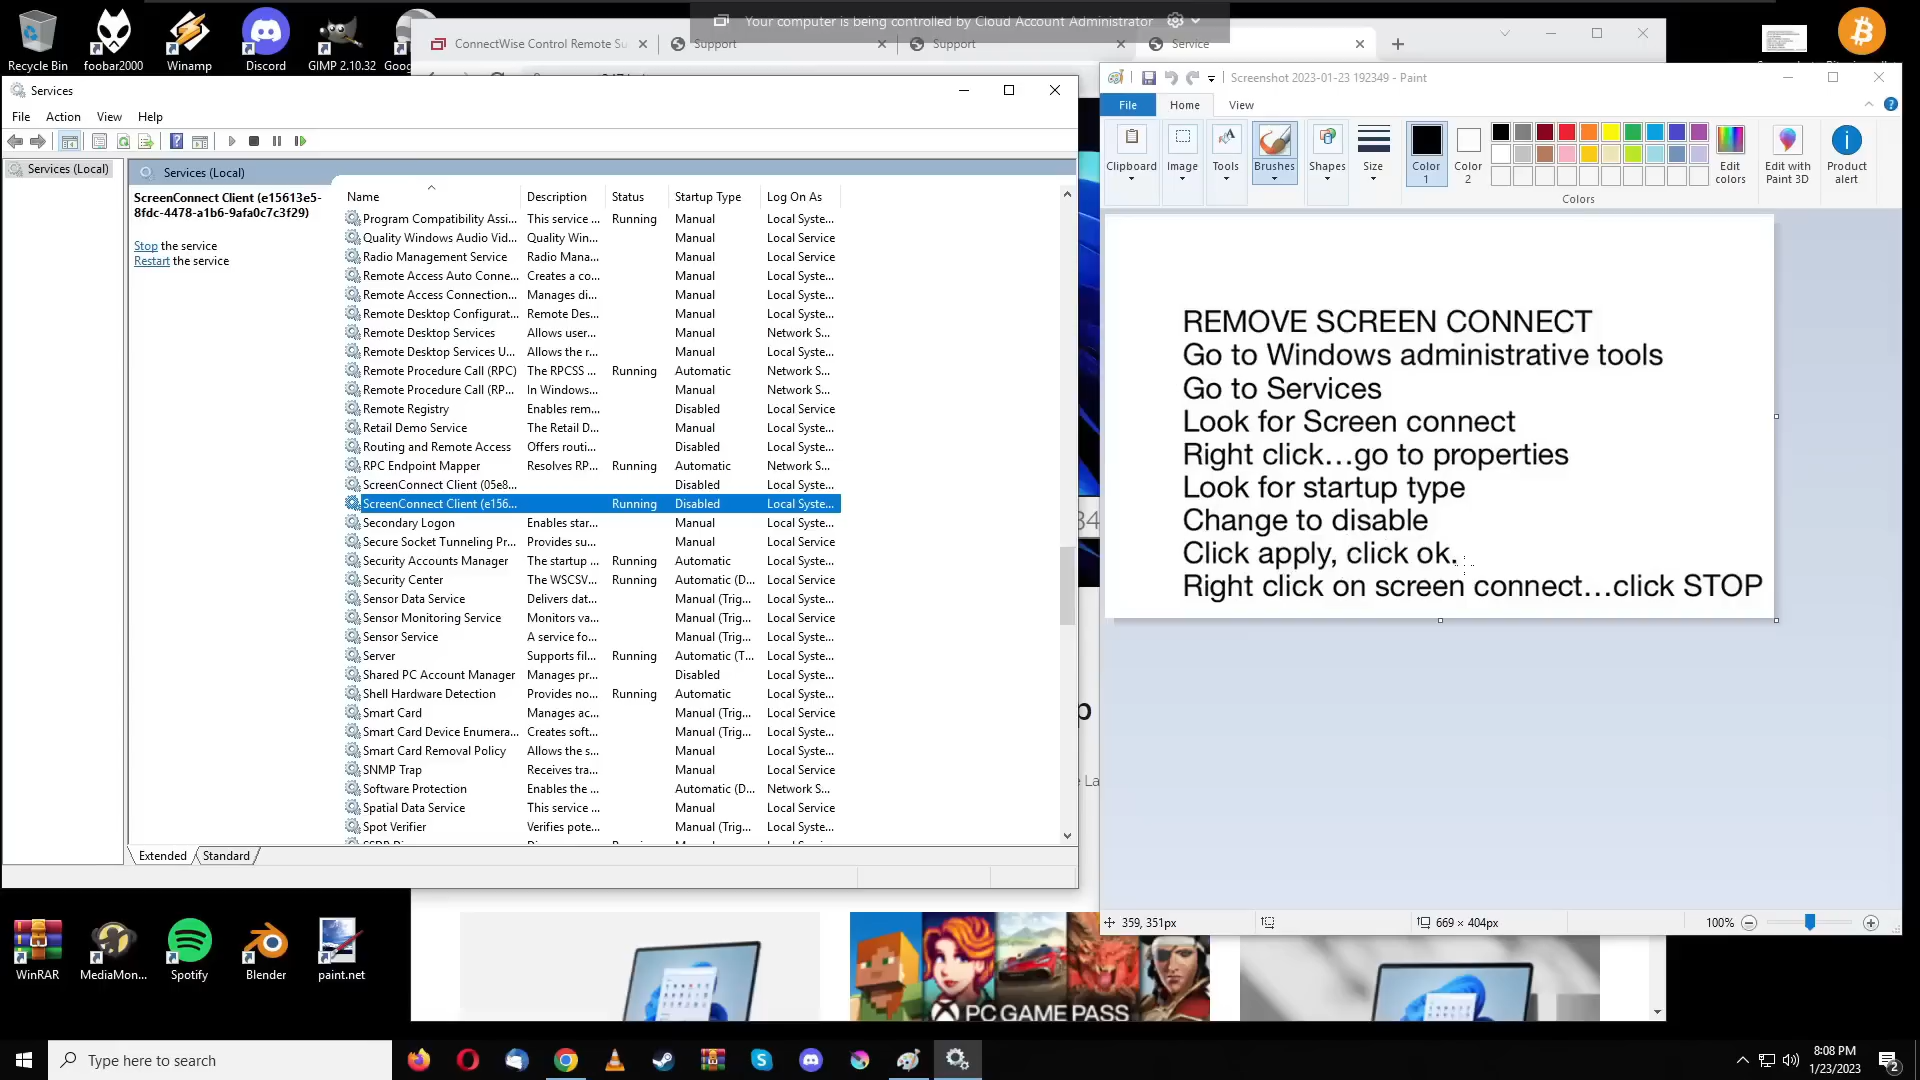 Your computer is being controlled by Cloud Account Administrator
Recycle Bin
foobar2000
Winamp
Discord
GIMP 2.10.32
Goog
ConnectWise Control Remote Su
Support
Support
Service
Services
File Action View Help
Services (Local)
Services (Local)
ScreenConnect Client (e15613e5-
8fdc-4478-a1b6-9afa0c7c3f29)
Stop the service
Restart the service
Name Description Status Startup Type Log On As
Program Compatibility Assi... This service ... Running Manual Local Syste...
Quality Windows Audio Vid... Quality Win... Manual Local Service
Radio Management Service Radio Mana... Manual Local Service
Remote Access Auto Conne... Creates a co... Manual Local Syste...
Remote Access Connection... Manages di... Manual Local Syste...
Remote Desktop Configurat... Remote Des... Manual Local Syste...
Remote Desktop Services Allows user... Manual Network S...
Remote Desktop Services U... Allows the r... Manual Local Syste...
Remote Procedure Call (RPC) The RPCSS ... Running Automatic Network S...
Remote Procedure Call (RP... In Windows... Manual Network S...
Remote Registry Enables rem... Disabled Local Service
Retail Demo Service The Retail D... Manual Local Syste...
Routing and Remote Access Offers routi... Disabled Local Syste...
RPC Endpoint Mapper Resolves RP... Running Automatic Network S...
ScreenConnect Client (05e8... Disabled Local Syste...
ScreenConnect Client (e156... Running Disabled Local Syste...
Secondary Logon Enables star... Manual Local Syste...
Secure Socket Tunneling Pr... Provides su... Manual Local Service
Security Accounts Manager The startup ... Running Automatic Local Syste...
Security Center The WSCSV... Running Automatic (D... Local Service
Sensor Data Service Delivers dat... Manual (Trig... Local Syste...
Sensor Monitoring Service Monitors va... Manual (Trig... Local Service
Sensor Service A service fo... Manual (Trig... Local Syste...
Server Supports fil... Running Automatic (T... Local Syste...
Shared PC Account Manager Manages pr... Disabled Local Syste...
Shell Hardware Detection Provides no... Running Automatic Local Syste...
Smart Card Manages ac... Manual (Trig... Local Service
Smart Card Device Enumera... Creates soft... Manual (Trig... Local Syste...
Smart Card Removal Policy Allows the s... Manual Local Syste...
SNMP Trap Receives tra... Manual Local Service
Software Protection Enables the ... Automatic (D... Network S...
Spatial Data Service This service ... Manual Local Service
Spot Verifier Verifies pote... Manual (Trig... Local Syste...
Extended Standard
Screenshot 2023-01-23 192349 - Paint
File Home View
Clipboard
Image
Tools
Brushes
Shapes
Size
Color
1
Color
2
Edit
colors
Edit with
Paint 3D
Product
alert
Colors
REMOVE SCREEN CONNECT
Go to Windows administrative tools
Go to Services
Look for Screen connect
Right click...go to properties
Look for startup type
Change to disable
Click apply, click ok.
Right click on screen connect...click STOP
359, 351px
669 × 404px
100%
34
p
La
PC GAME PASS
WinRAR
MediaMon...
Spotify
Blender
paint.net
Type here to search
8:08 PM
1/23/2023
2